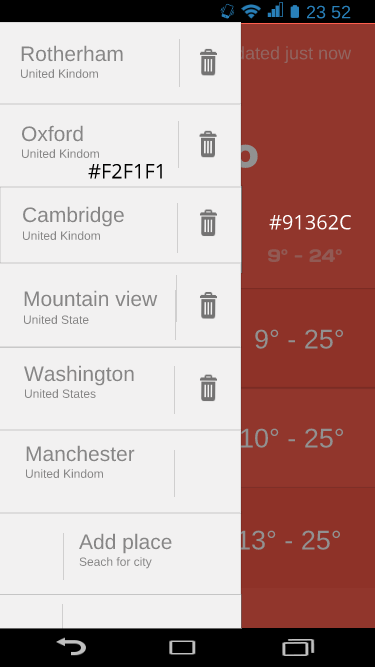 23 52
Rotherham
United Kindom
dated just now
Oxford
United Kindom
#F2F1F1
Cambridge
United Kindom
#91362C
9° - 24°
Mountain view
United State
9° - 25°
Washington
United States
10° - 25°
Manchester
United Kindom
Add place
Seach for city
13° - 25°